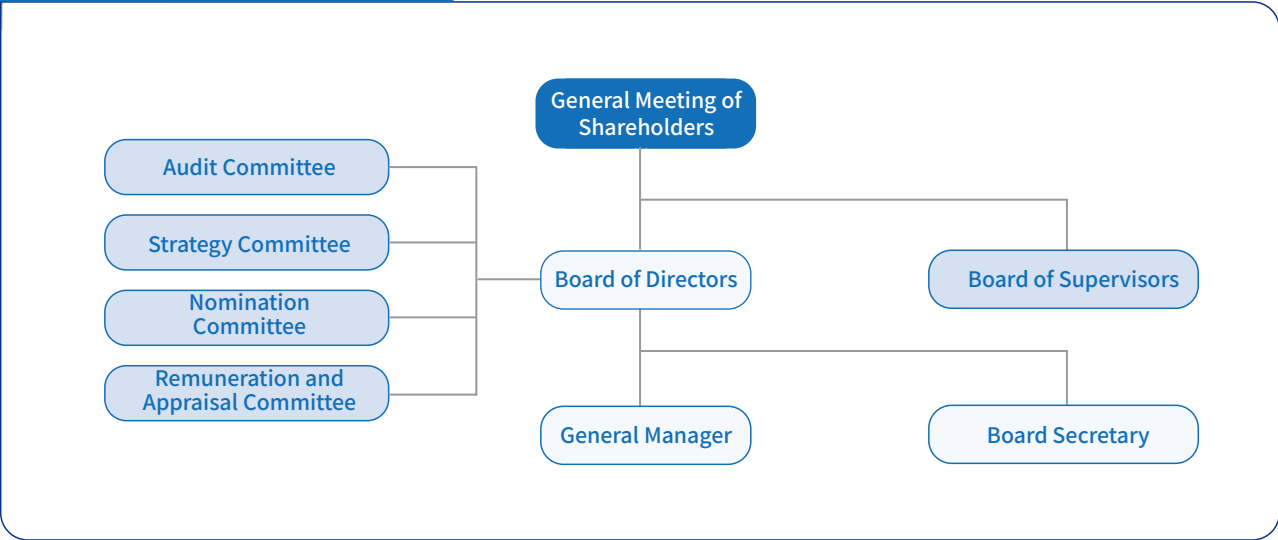 General Meeting of
Shareholders
Audit Committee
Strategy Committee
Nomination
Committee
Remuneration and
Appraisal Committee
Board of Directors
Board of Supervisors
General Manager
Board Secretary